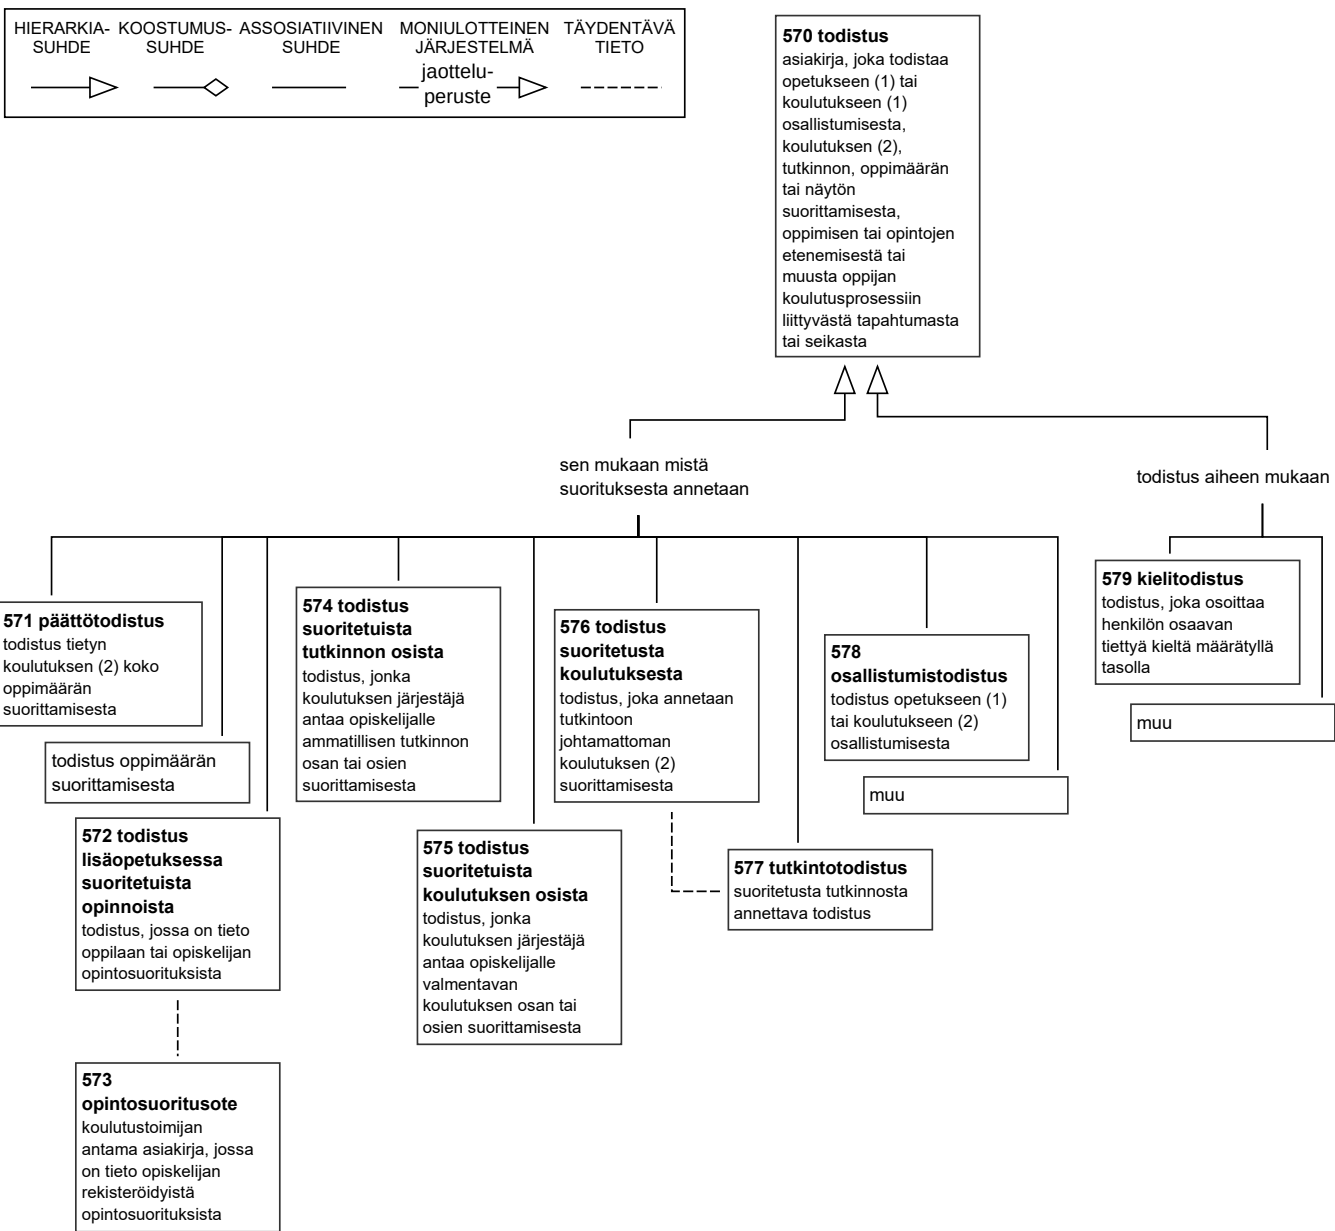 HIERARKIA-
SUHDE
KOOSTUMUS-
SUHDE
ASSOSIATIIVINEN
SUHDE
MONIULOTTEINEN
JÄRJESTELMÄ
jaottelu-
peruste
TÄYDENTÄVÄ
TIETO
570 todistus
asiakirja, joka todistaa
opetukseen (1) tai
koulutukseen (1)
osallistumisesta,
koulutuksen (2),
tutkinnon, oppimäärän
tai näytön
suorittamisesta,
oppimisen tai opintojen
etenemisestä tai
muusta oppijan
koulutusprosessiin
liittyvästä tapahtumasta
tai seikasta
sen mukaan mistä
suorituksesta annetaan
todistus aiheen mukaan
571 päättötodistus
todistus tietyn
koulutuksen (2) koko
oppimäärän
suorittamisesta
todistus oppimäärän
suorittamisesta
572 todistus
lisäopetuksessa
suoritetuista
opinnoista
todistus, jossa on tieto
oppilaan tai opiskelijan
opintosuorituksista
573
opintosuoritusote
koulutustoimijan
antama asiakirja, jossa
on tieto opiskelijan
rekisteröidyistä
opintosuorituksista
574 todistus
suoritetuista
tutkinnon osista
todistus, jonka
koulutuksen järjestäjä
antaa opiskelijalle
ammatillisen tutkinnon
osan tai osien
suorittamisesta
575 todistus
suoritetuista
koulutuksen osista
todistus, jonka
koulutuksen järjestäjä
antaa opiskelijalle
valmentavan
koulutuksen osan tai
osien suorittamisesta
576 todistus
suoritetusta
koulutuksesta
todistus, joka annetaan
tutkintoon
johtamattoman
koulutuksen (2)
suorittamisesta
577 tutkintotodistus
suoritetusta tutkinnosta
annettava todistus
578
osallistumistodistus
todistus opetukseen (1)
tai koulutukseen (2)
osallistumisesta
muu
579 kielitodistus
todistus, joka osoittaa
henkilön osaavan
tiettyä kieltä määrätyllä
tasolla
muu